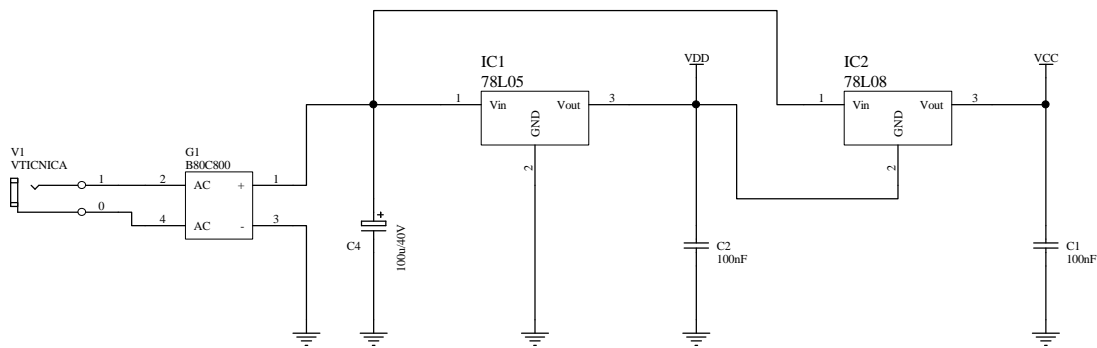 IC1
78L05
VDD
IC2
78L08
VCC
1
Vin
Vout
3
GND
2
1
Vin
Vout
3
GND
2
V1
VTICNICA
1
0
G1
B80C800
2
AC
+
1
4
AC
-
3
+
C4
100u/40V
C2
100nF
C1
100nF